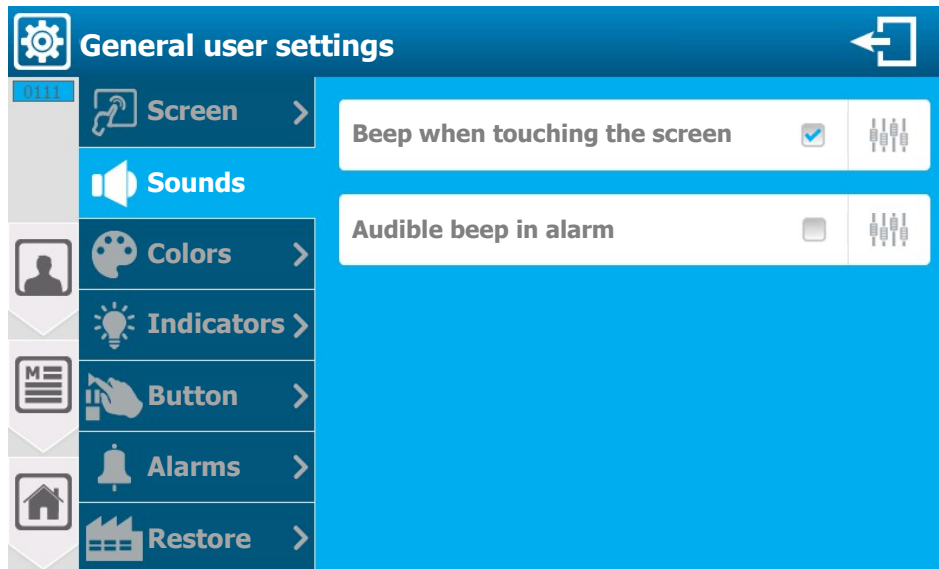 General user settings
0111
Screen
Sounds
Colors
Indicators
Button
Alarms
Restore
Beep when touching the screen
Audible beep in alarm
M